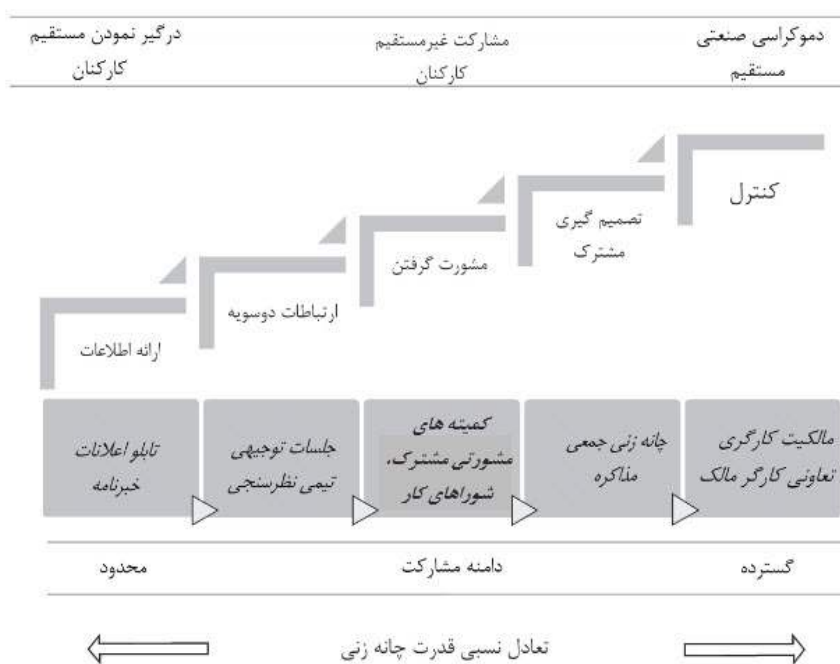 دموکراسی صنعتی
مستقیم
مشارکت غیرمستقیم
کارکنان
درگیر نمودن مستقیم
کارکنان
کنترل
تصمیم گیری
مشترک
مشورت گرفتن
ارتباطات دوسویه
ارائه اطلاعات
مالکیت کارگری
تعاونی کارگر مالک
چانه زنی جمعی
مذاکره
کمیته های
مشورتی مشترک،
شوراهای کار
جلسات توجیهی
تیمی نظرسنجی
تابلو اعلانات
خبرنامه
گسترده
دامنه مشارکت
محدود
تعادل نسبی قدرت چانه زنی